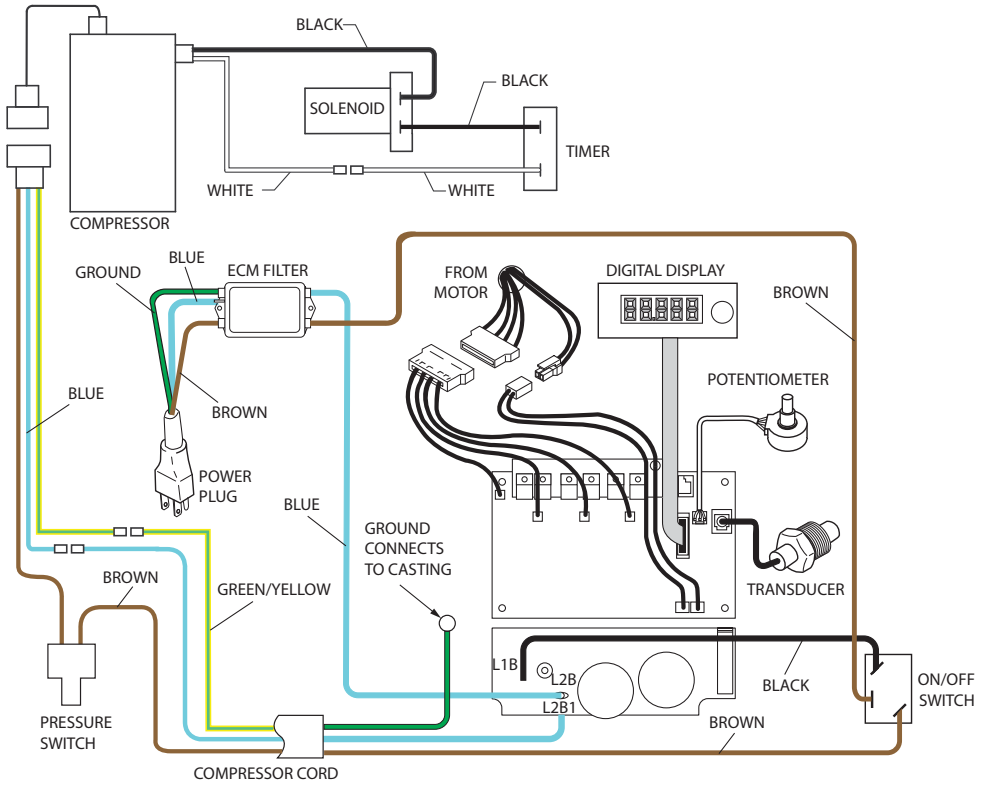 BLACK
BLACK
SOLENOID
TIMER
WHITE
WHITE
COMPRESSOR
BLUE
GROUND
ECM FILTER
FROM
MOTOR
DIGITAL DISPLAY
BROWN
POTENTIOMETER
BLUE
BROWN
POWER
PLUG
BLUE
GROUND
CONNECTS
TO CASTING
BROWN
GREEN/YELLOW
TRANSDUCER
L1B
L2B
L2B1
BLACK
ON/OFF
SWITCH
PRESSURE
SWITCH
BROWN
COMPRESSOR CORD